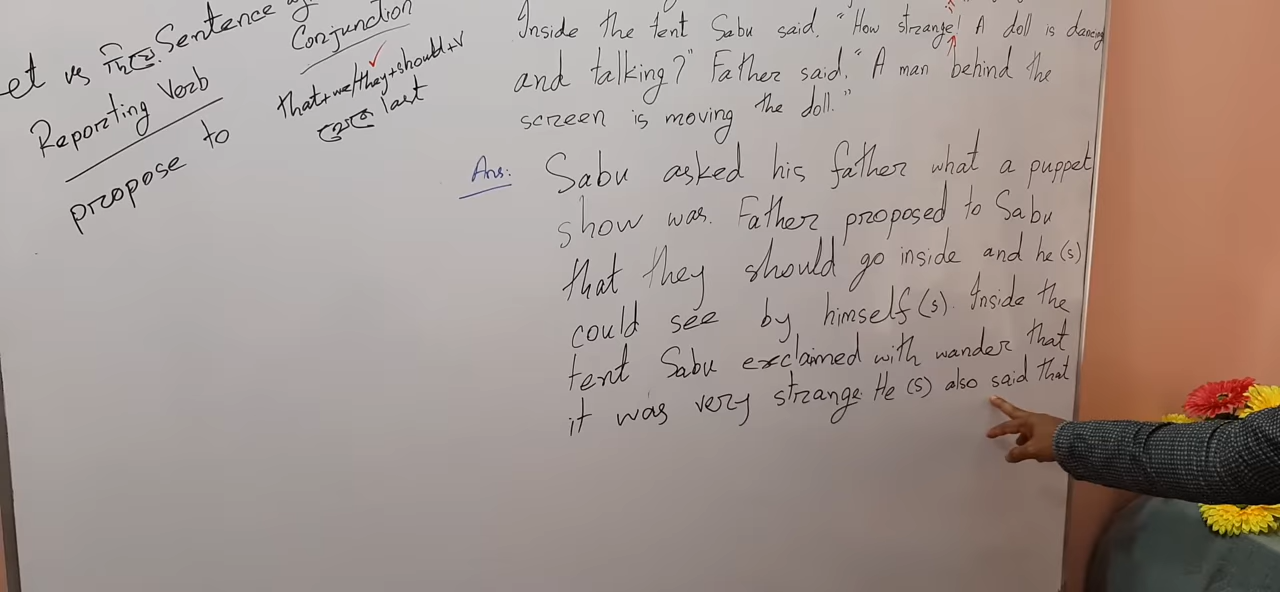 et vs দিয়ে Sentence
Conjunction
Reporting Verb
that+we/they+should+v
last
propose to
Inside the tent Sabu said. "How strange! A doll is dancing
and talking?" Father said. "A man behind the
screen is moving the doll."
Ans:
Sabu asked his father what a puppet
show was. Father proposed to Sabu
that they should go inside and he (s)
could see by himself (s). Inside the
tent Sabu exclaimed with wander that
it was very strange. He (s) also said that